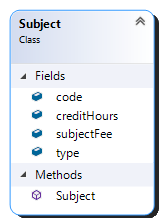 Subject
Class
Fields
code
creditHours
subjectFee
type
Methods
Subject